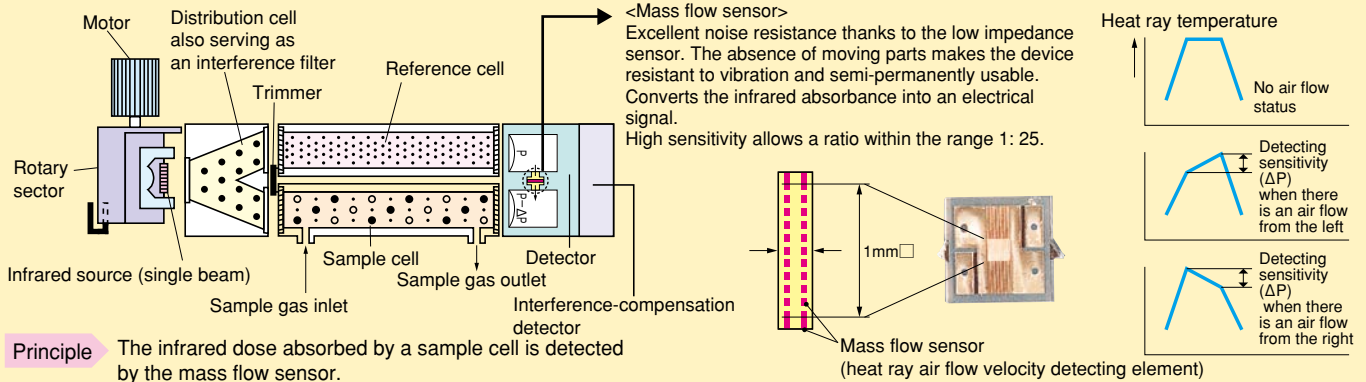 Motor
Distribution cell
also serving as
an interference filter
Trimmer
Reference cell
Rotary
sector
P
P-ΔP
Infrared source (single beam)
Sample gas inlet
Sample cell
Sample gas outlet
Detector
Interference-compensation
detector
Principle
The infrared dose absorbed by a sample cell is detected
by the mass flow sensor.
<Mass flow sensor>
Excellent noise resistance thanks to the low impedance
sensor. The absence of moving parts makes the device
resistant to vibration and semi-permanently usable.
Converts the infrared absorbance into an electrical
signal.
High sensitivity allows a ratio within the range 1: 25.
1mm□
Mass flow sensor
(heat ray air flow velocity detecting element)
Heat ray temperature
No air flow
status
Detecting
sensitivity
(ΔP)
when there
is an air flow
from the left
Detecting
sensitivity
(ΔP)
when there
is an air flow
from the right